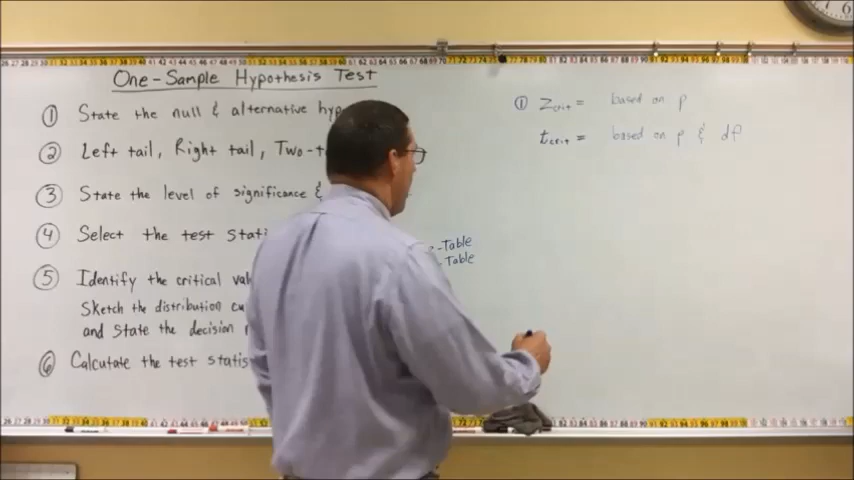 One-Sample Hypothesis Test
① State the null & alternative hyp
② Left tail, Right tail, Two-t
③ State the level of significance &
④ Select the test stati
-Table
-Table
⑤ Identify the critical val
Sketch the distribution cu
and state the decision
⑥ Calculate the test statis
① Zcrit = based on p
tcrit = based on p & df